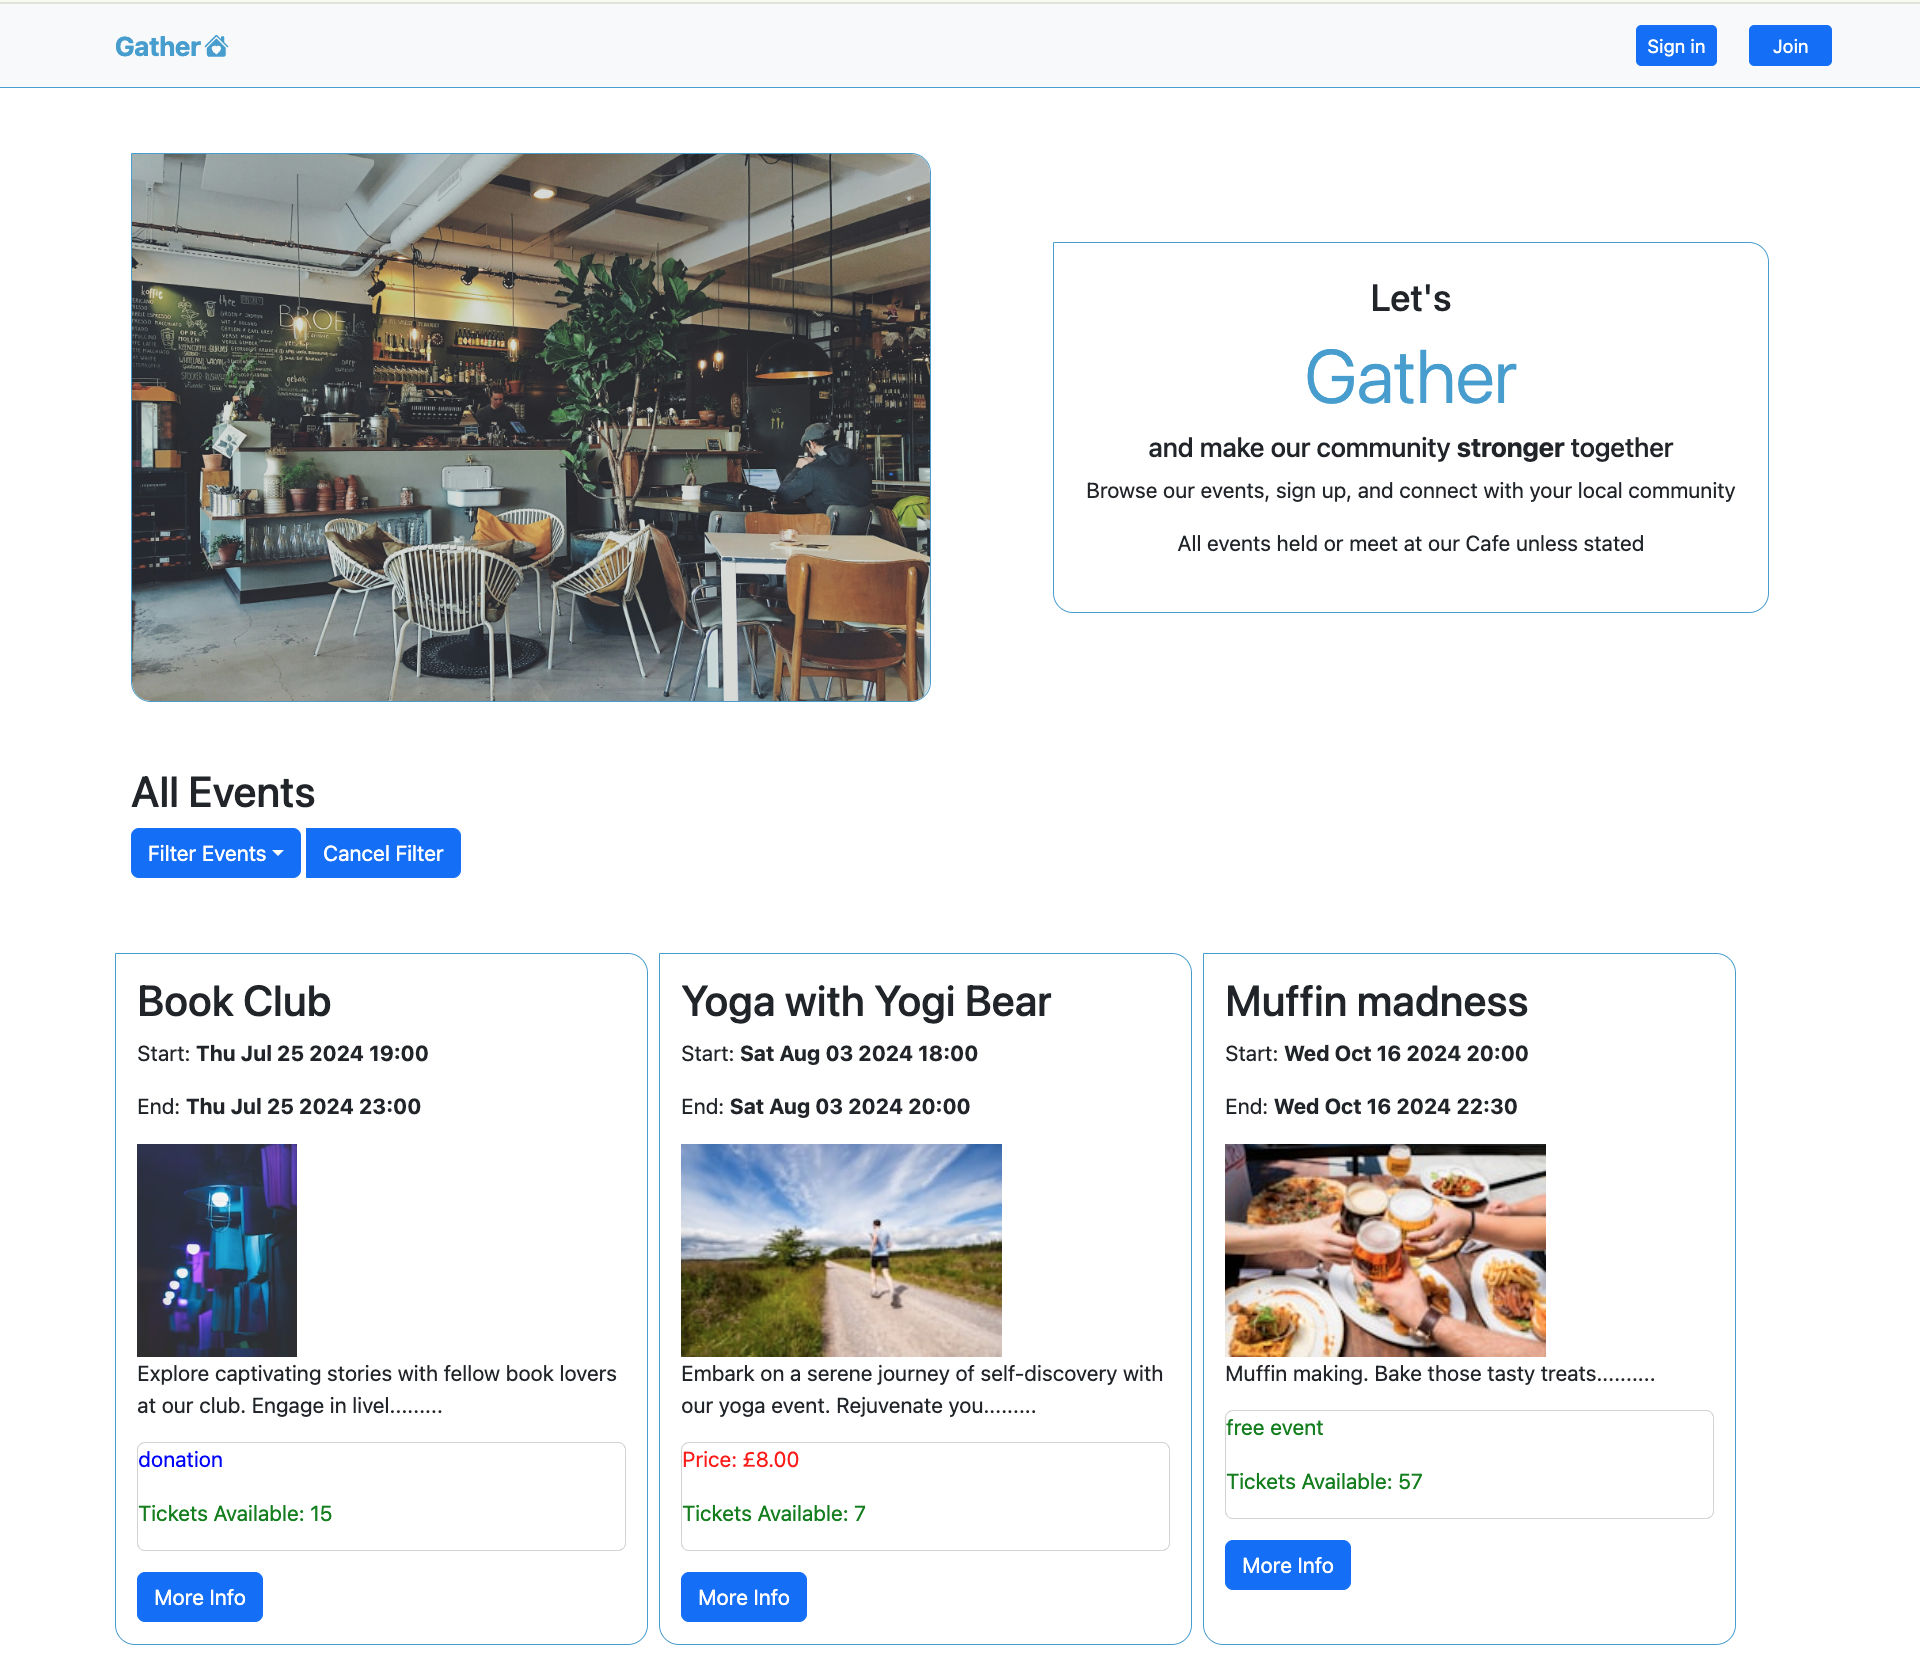 Gather
Sign in
Join
koffie
thee
BROEI
gebak
WC
Let's
Gather
and make our community stronger together
Browse our events, sign up, and connect with your local community
All events held or meet at our Cafe unless stated
All Events
Filter Events
Cancel Filter
Book Club
Start: Thu Jul 25 2024 19:00
End: Thu Jul 25 2024 23:00
Explore captivating stories with fellow book lovers
at our club. Engage in livel.........
donation
Tickets Available: 15
More Info
Yoga with Yogi Bear
Start: Sat Aug 03 2024 18:00
End: Sat Aug 03 2024 20:00
Embark on a serene journey of self-discovery with
our yoga event. Rejuvenate you.........
Price: £8.00
Tickets Available: 7
More Info
Muffin madness
Start: Wed Oct 16 2024 20:00
End: Wed Oct 16 2024 22:30
Muffin making. Bake those tasty treats..........
free event
Tickets Available: 57
More Info